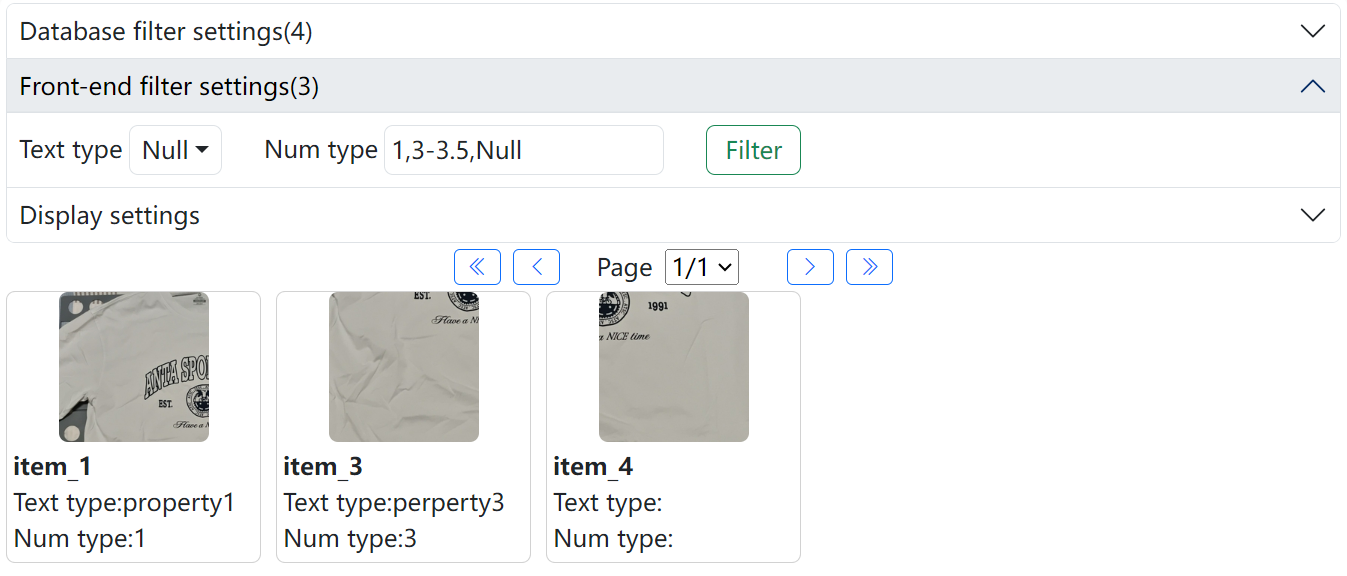 Database filter settings(4)
Front-end filter settings(3)
Text type Null Num type 1,3-3.5,Null Filter
Display settings
Page 1/1
ANTA SPO
EST.
Have a N
item_1
Text type:property1
Num type:1
EST.
Have a NI
item_3
Text type:perperty3
Num type:3
1991
a NICE time
item_4
Text type:
Num type: